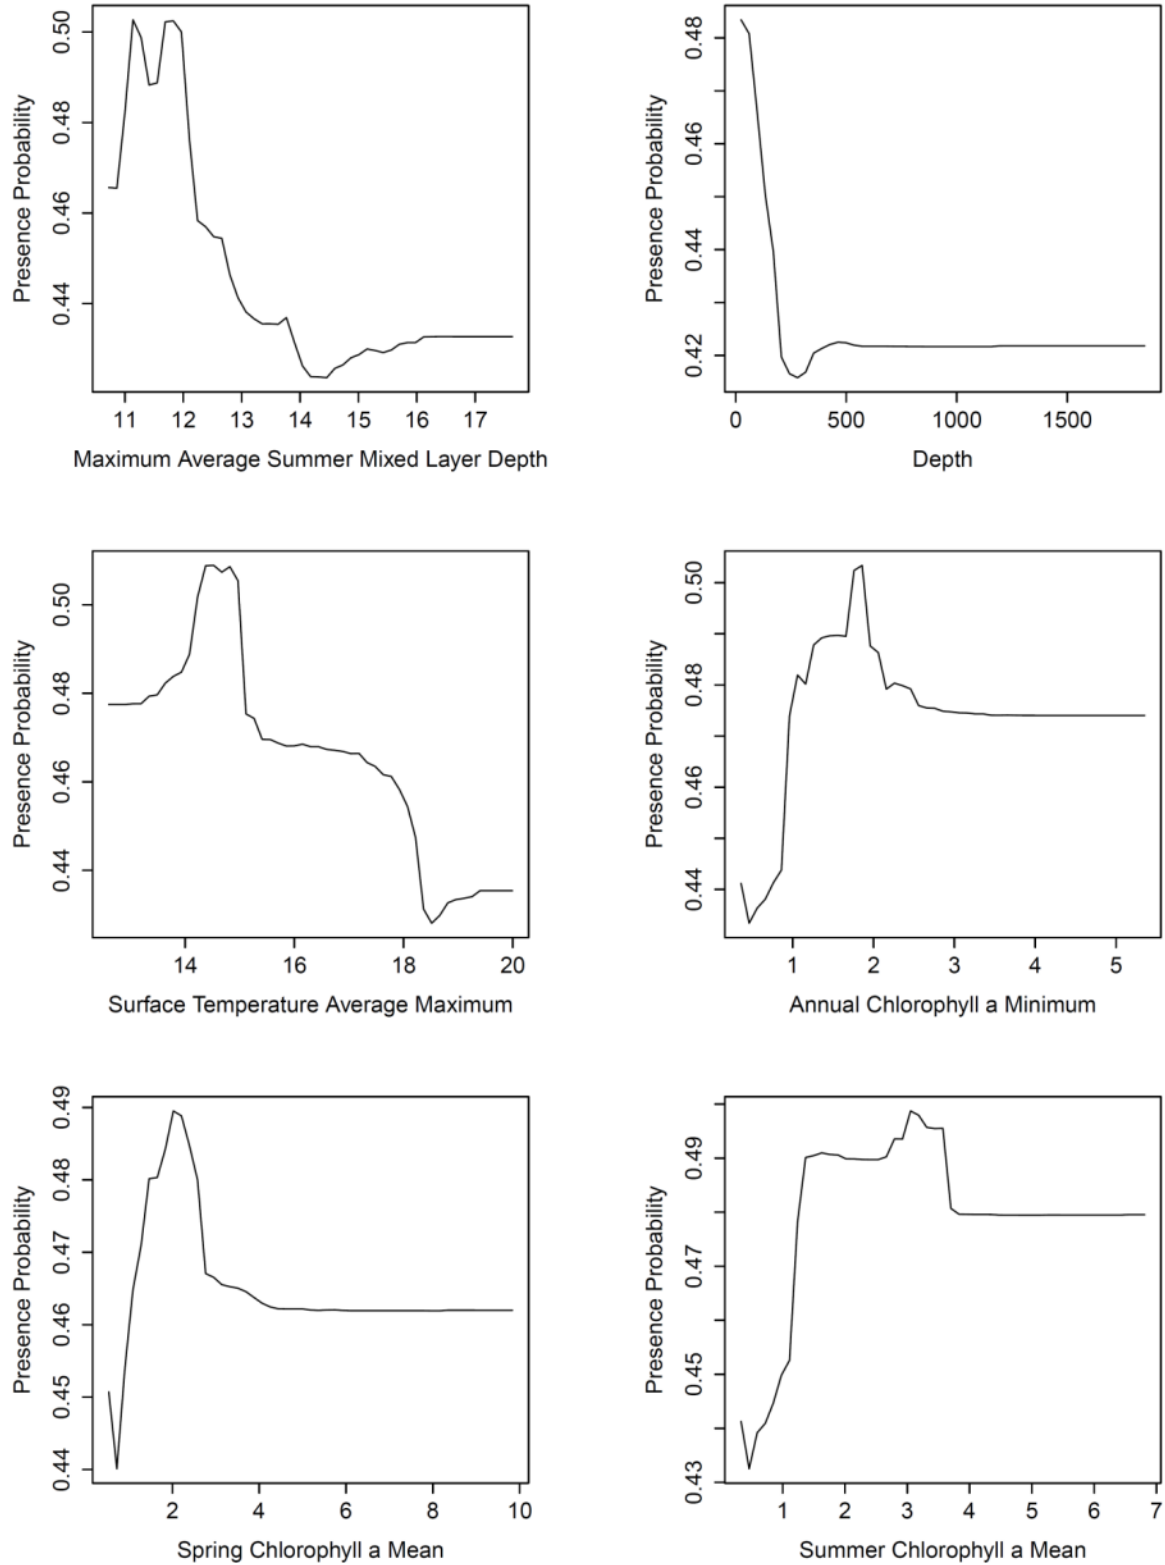 Presence Probability
0.44 0.46 0.48 0.50
11 12 13 14 15 16 17
Maximum Average Summer Mixed Layer Depth
Presence Probability
0.42 0.44 0.46 0.48
0 500 1000 1500
Depth
Presence Probability
0.44 0.46 0.48 0.50
14 16 18 20
Surface Temperature Average Maximum
Presence Probability
0.44 0.46 0.48 0.50
1 2 3 4 5
Annual Chlorophyll a Minimum
Presence Probability
0.44 0.45 0.46 0.47 0.48 0.49
2 4 6 8 10
Spring Chlorophyll a Mean
Presence Probability
0.43 0.45 0.47 0.49
1 2 3 4 5 6 7
Summer Chlorophyll a Mean